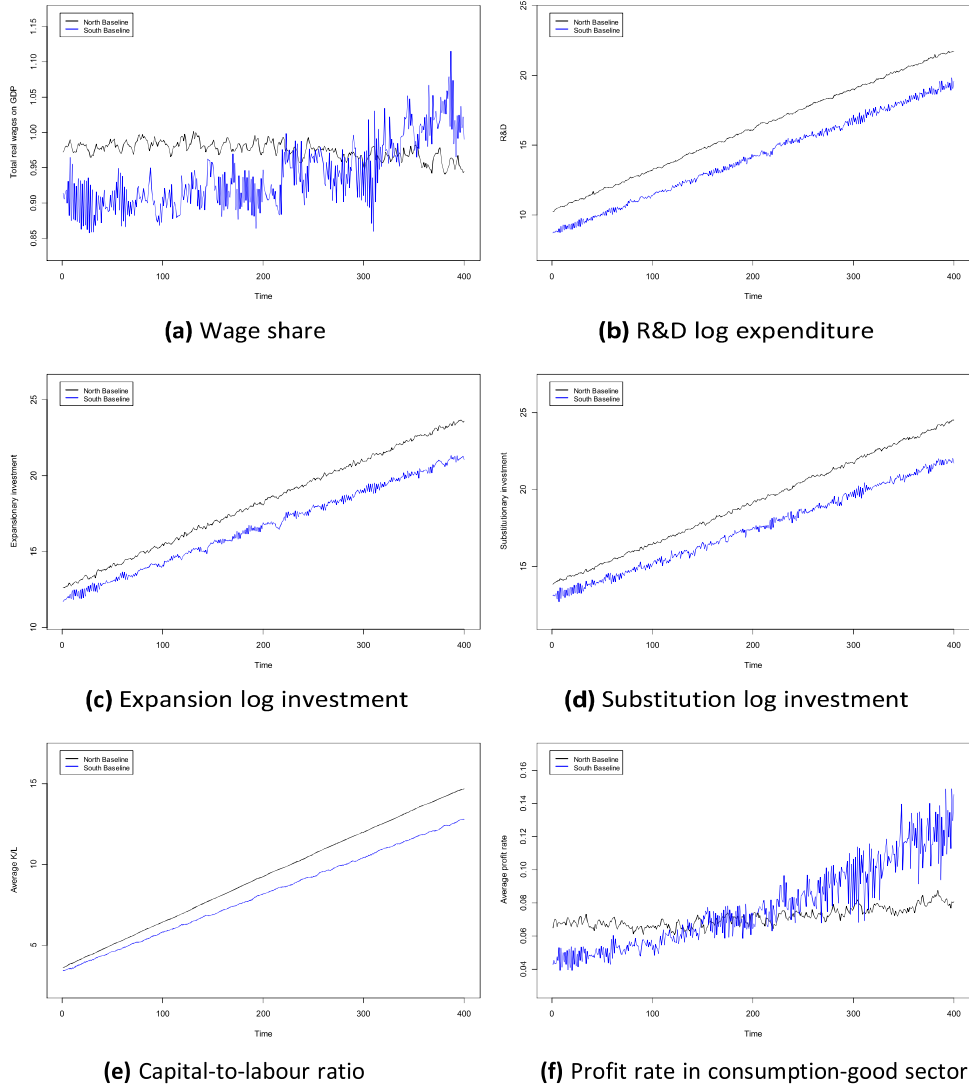 North Baseline
South Baseline
Total real wages on GDP
0.85 0.90 0.95 1.00 1.05 1.10 1.15
0 100 200 300 400
Time
(a) Wage share
North Baseline
South Baseline
R&D
10 15 20 25
0 100 200 300 400
Time
(b) R&D log expenditure
North Baseline
South Baseline
Expansionary investment
10 15 20 25
0 100 200 300 400
Time
(c) Expansion log investment
North Baseline
South Baseline
Substitutionary investment
15 20 25
0 100 200 300 400
Time
(d) Substitution log investment
North Baseline
South Baseline
Average K/L
5 10 15
0 100 200 300 400
Time
(e) Capital-to-labour ratio
North Baseline
South Baseline
Average profit rate
0.04 0.06 0.08 0.10 0.12 0.14 0.16
0 100 200 300 400
Time
(f) Profit rate in consumption-good sector